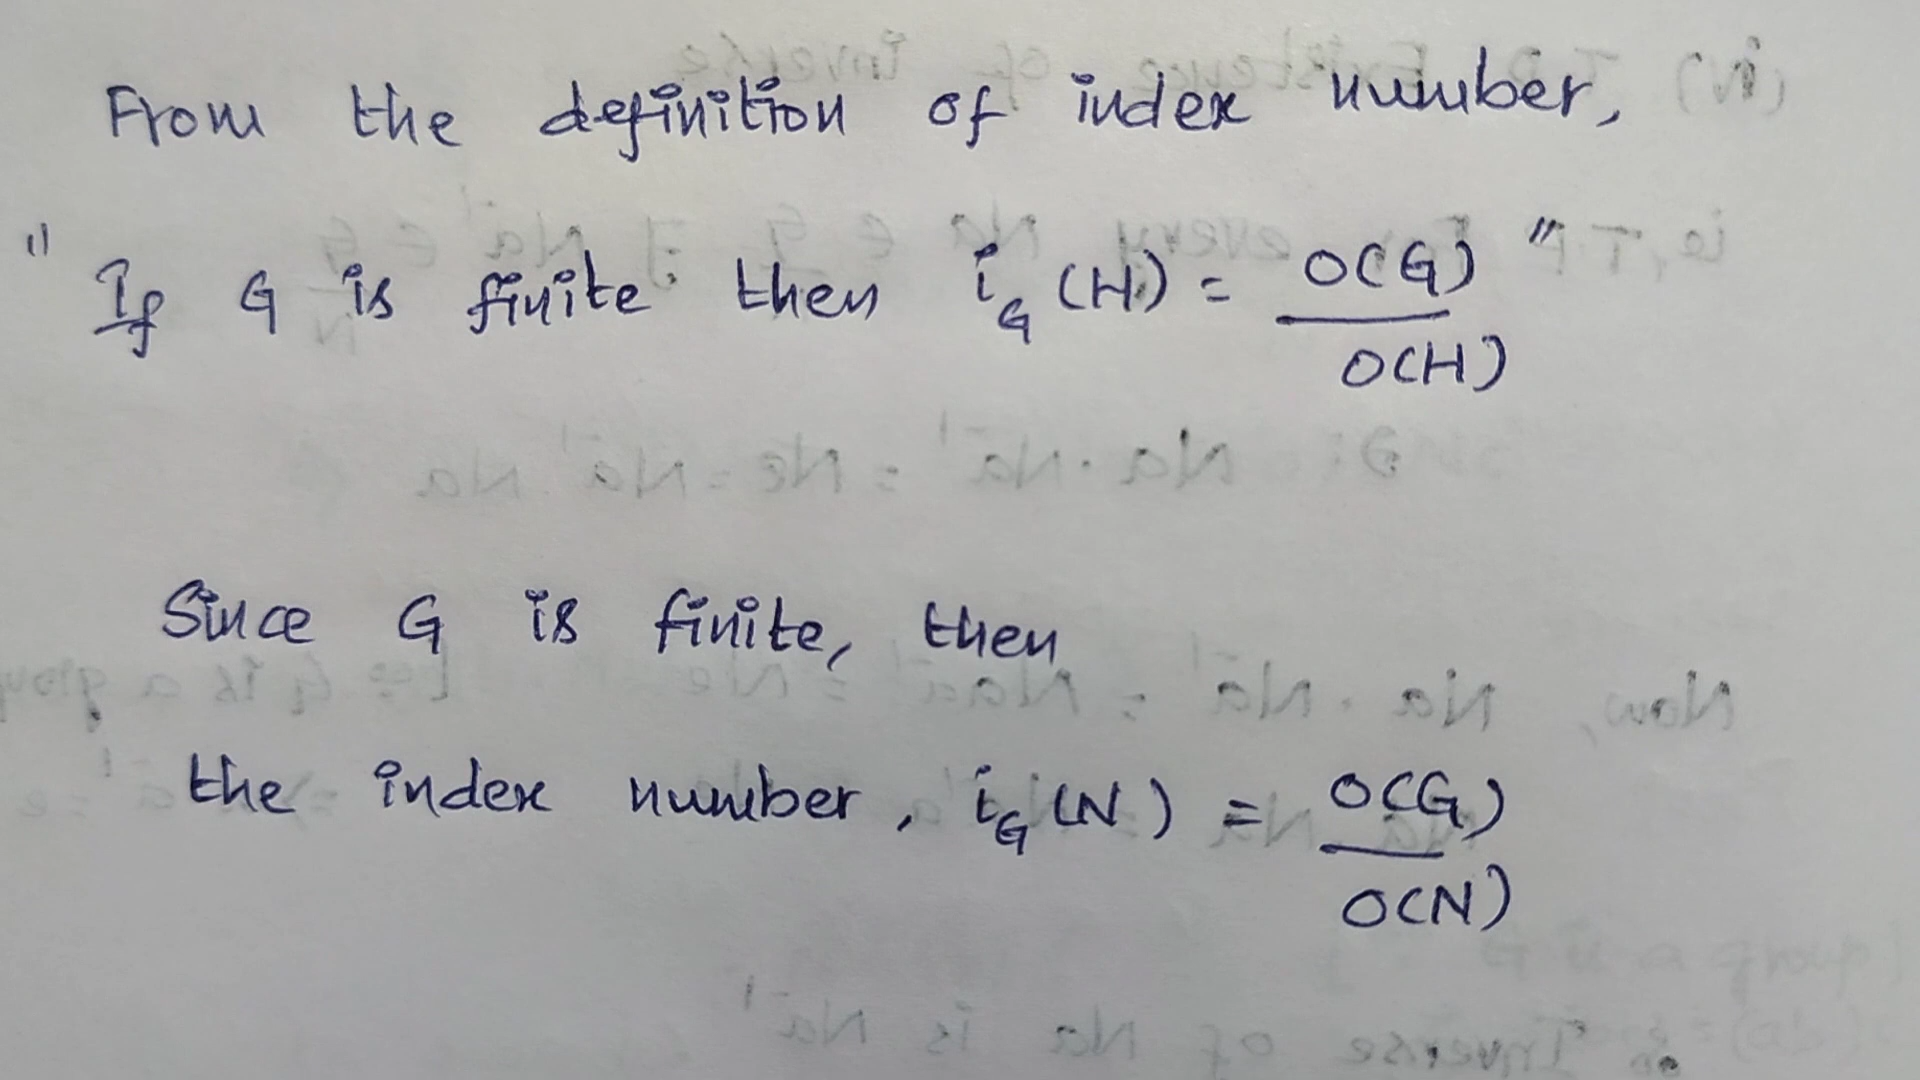 From the definition of index number,
" If G is finite then i_G (H) = O(G) / O(H) "
Since G is finite, then
the index number, i_G (N) = O(G) / O(N)